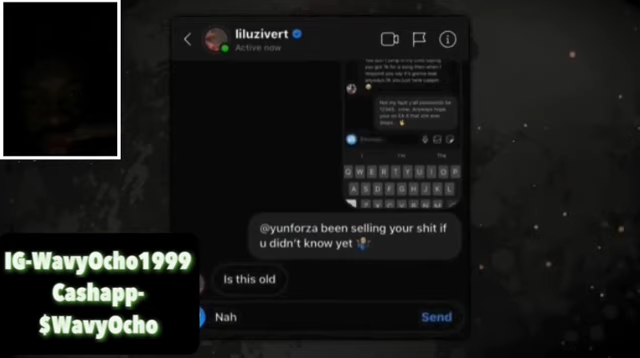 liluzivert
Active now
Q W E R T Y U I O P
A S D F G H J K L
@yunforza been selling your shit if
u didn't know yet
Is this old
Nah
Send
IG-WavyOcho1999
Cashapp-
$WavyOcho